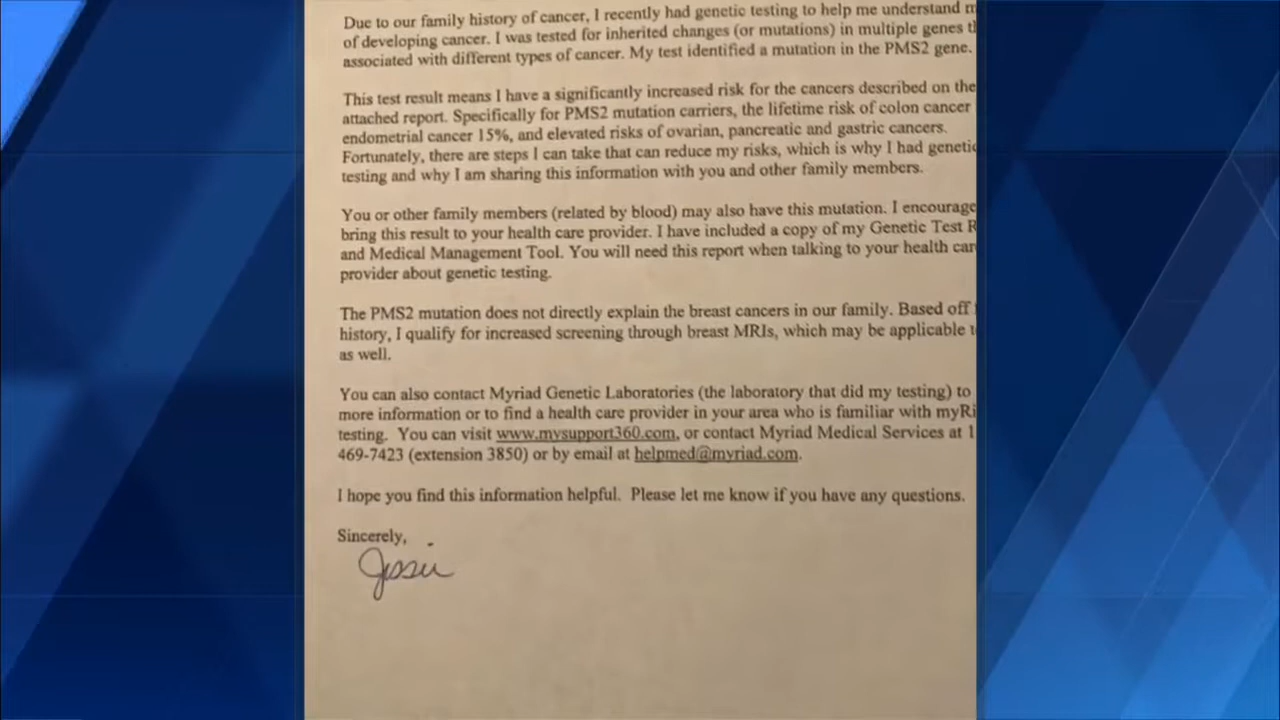 Due to our family history of cancer, I recently had genetic testing to help me understand
of developing cancer. I was tested for inherited changes (or mutations) in multiple genes
associated with different types of cancer. My test identified a mutation in the PMS2 gene.
This test result means I have a significantly increased risk for the cancers described on the
attached report. Specifically for PMS2 mutation carriers, the lifetime risk of colon cancer
endometrial cancer 15%, and elevated risks of ovarian, pancreatic and gastric cancers.
Fortunately, there are steps I can take that can reduce my risks, which is why I had genetic
testing and why I am sharing this information with you and other family members.
You or other family members (related by blood) may also have this mutation. I encourage
bring this result to your health care provider. I have included a copy of my Genetic Test R
and Medical Management Tool. You will need this report when talking to your health car
provider about genetic testing.
The PMS2 mutation does not directly explain the breast cancers in our family. Based off
history, I qualify for increased screening through breast MRIs, which may be applicable t
as well.
You can also contact Myriad Genetic Laboratories (the laboratory that did my testing) to
more information or to find a health care provider in your area who is familiar with myRi
testing. You can visit www.mysupport360.com, or contact Myriad Medical Services at 1
469-7423 (extension 3850) or by email at helpmed@myriad.com.
I hope you find this information helpful. Please let me know if you have any questions.
Sincerely,
Jessie